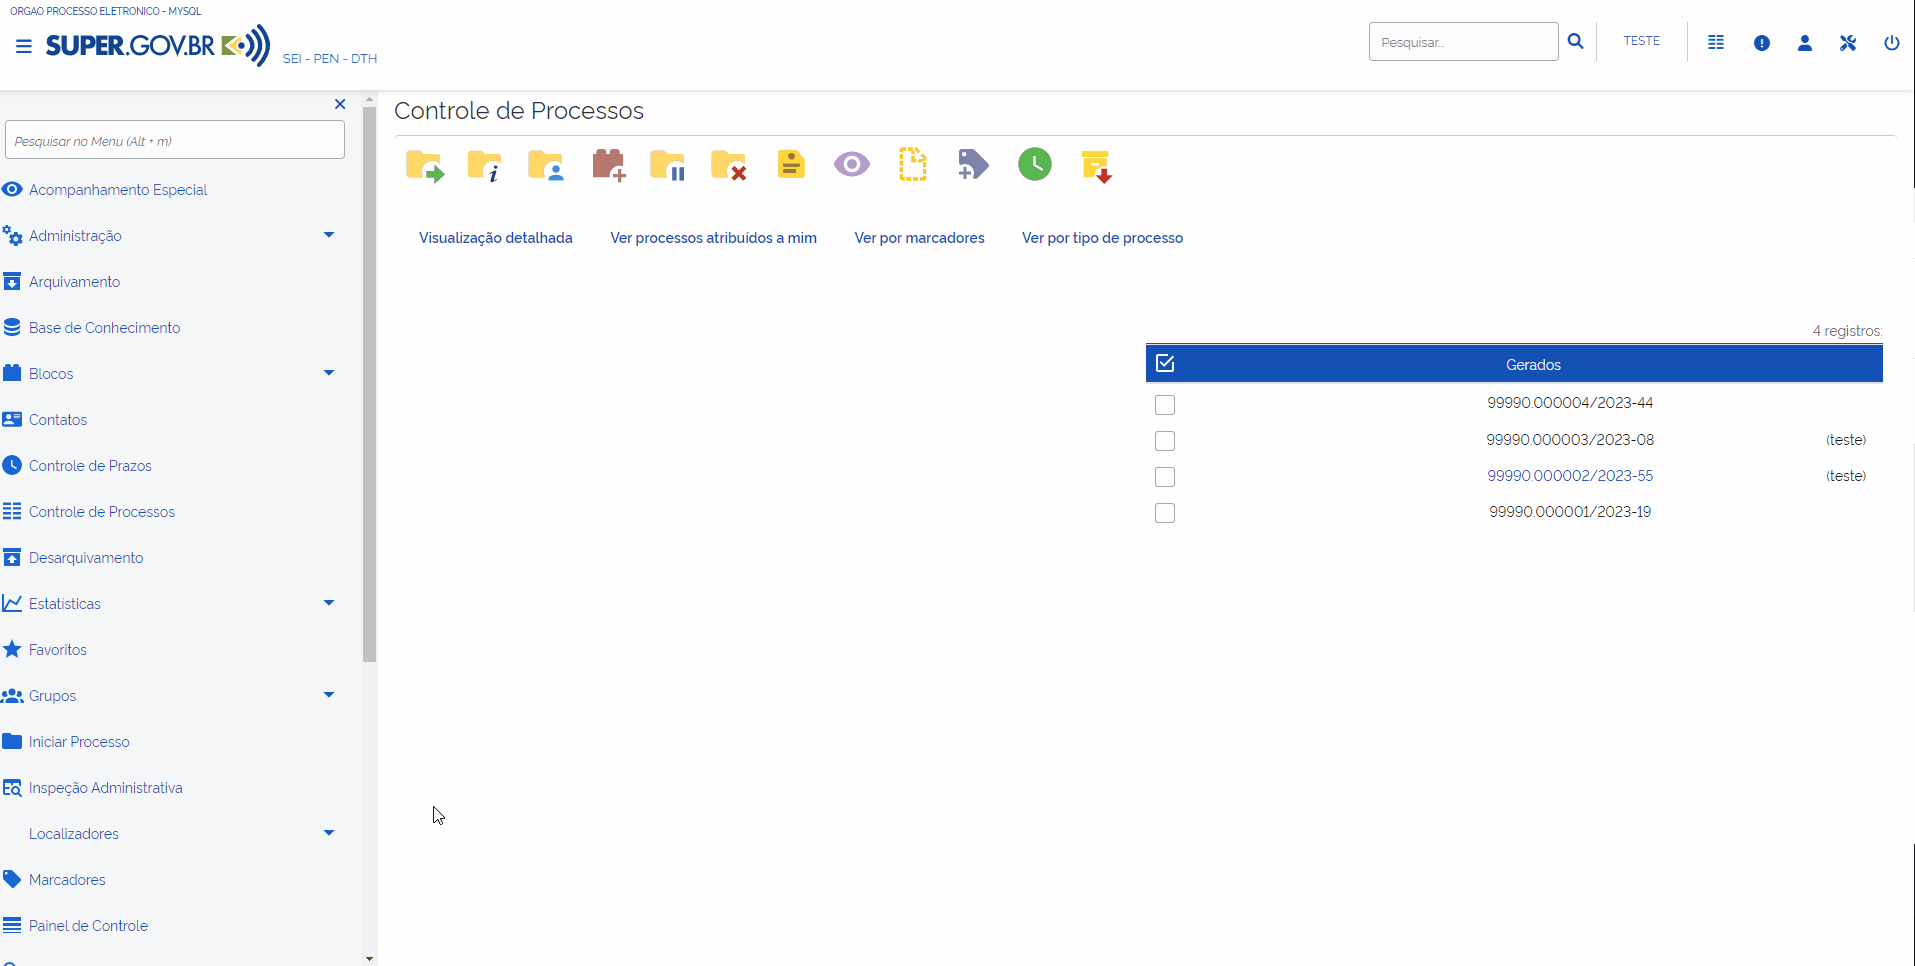 ORGAO PROCESSO ELETRONICO - MYSQL
SUPER.GOV.BR
SEI - PEN - DTH
Pesquisar...
TESTE
Pesquisar no Menu (Alt + m)
Acompanhamento Especial
Administração
Arquivamento
Base de Conhecimento
Blocos
Contatos
Controle de Prazos
Controle de Processos
Desarquivamento
Estatísticas
Favoritos
Grupos
Iniciar Processo
Inspeção Administrativa
Localizadores
Marcadores
Painel de Controle
Controle de Processos
Visualização detalhada
Ver processos atribuídos a mim
Ver por marcadores
Ver por tipo de processo
4 registros:
Gerados
99990.000004/2023-44
99990.000003/2023-08 (teste)
99990.000002/2023-55 (teste)
99990.000001/2023-19